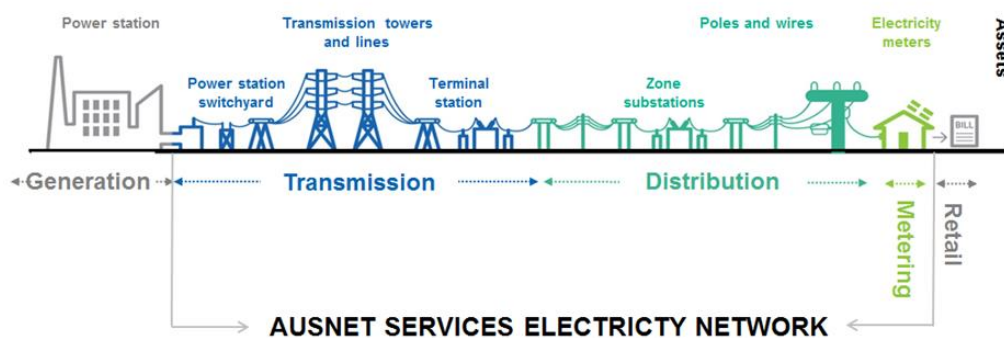 Power station
Transmission towers
and lines
Poles and wires
Electricity
meters
Assets
Power station
switchyard
Terminal
station
Zone
substations
BILL
Generation
Transmission
Distribution
Metering
Retail
AUSNET SERVICES ELECTRICTY NETWORK